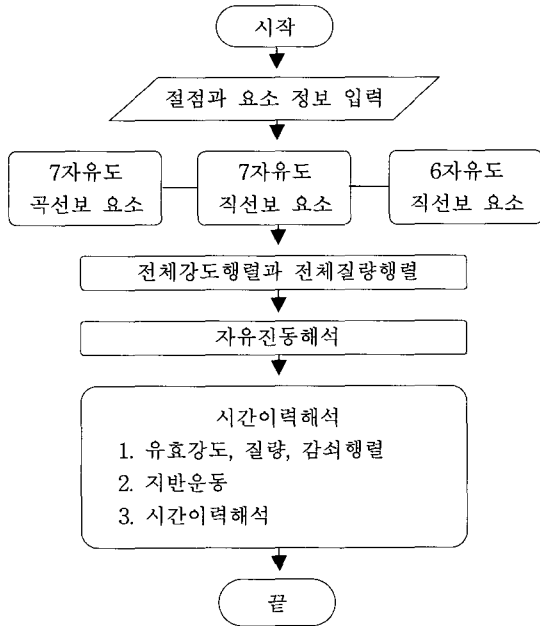 시작
절점과 요소 정보 입력
7자유도
곡선보 요소
7자유도
직선보 요소
6자유도
직선보 요소
전체강도행렬과 전체질량행렬
자유진동해석
시간이력해석
1. 유효강도, 질량, 감쇠행렬
2. 지반운동
3. 시간이력해석
끝